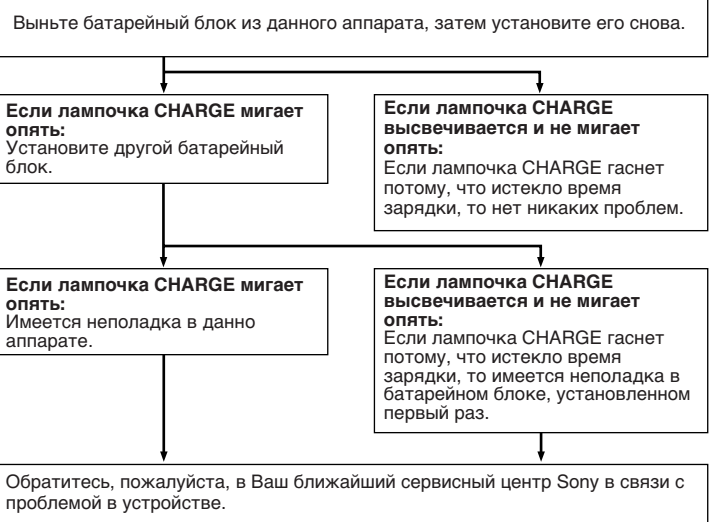 Выньте батарейный блок из данного аппарата, затем установите его снова.
Если лампочка CHARGE мигает
опять:
Установите другой батарейный
блок.
Если лампочка CHARGE
высвечивается и не мигает
опять:
Если лампочка CHARGE гаснет
потому, что истекло время
зарядки, то нет никаких проблем.
Если лампочка CHARGE мигает
опять:
Имеется неполадка в данно
аппарате.
Если лампочка CHARGE
высвечивается и не мигает
опять:
Если лампочка CHARGE гаснет
потому, что истекло время
зарядки, то имеется неполадка в
батарейном блоке, установленном
первый раз.
Обратитесь, пожалуйста, в Ваш ближайший сервисный центр Sony в связи с
проблемой в устройстве.